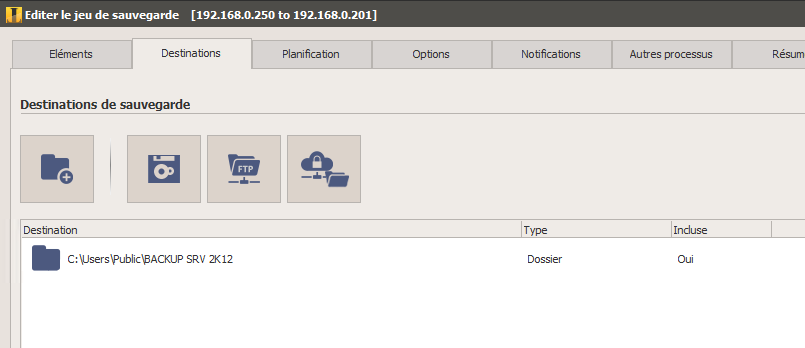 Editer le jeu de sauvegarde [192.168.0.250 to 192.168.0.201]
Eléments Destinations Planification Options Notifications Autres processus Résum
Destinations de sauvegarde
FTP
Destination Type Incluse
C:\Users\Public\BACKUP SRV 2K12 Dossier Oui